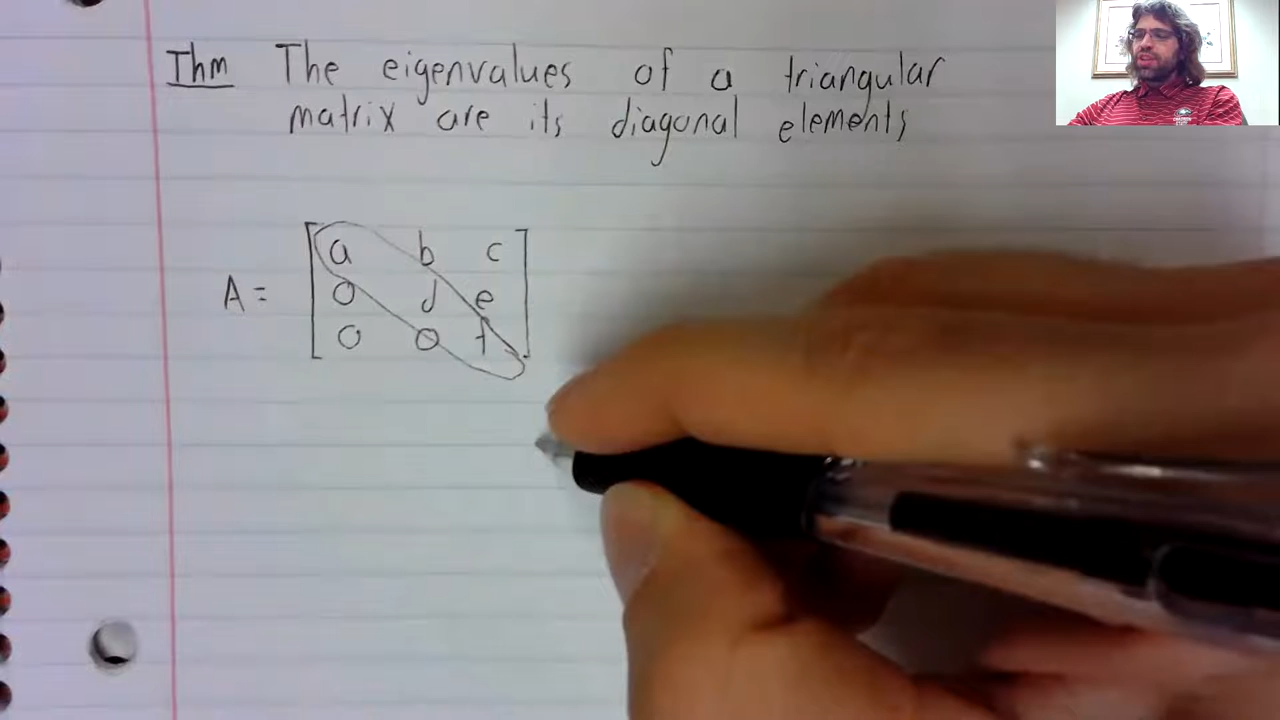 Thm The eigenvalues of a triangular
matrix are its diagonal elements
a b c
A = 0 d e
0 0 f